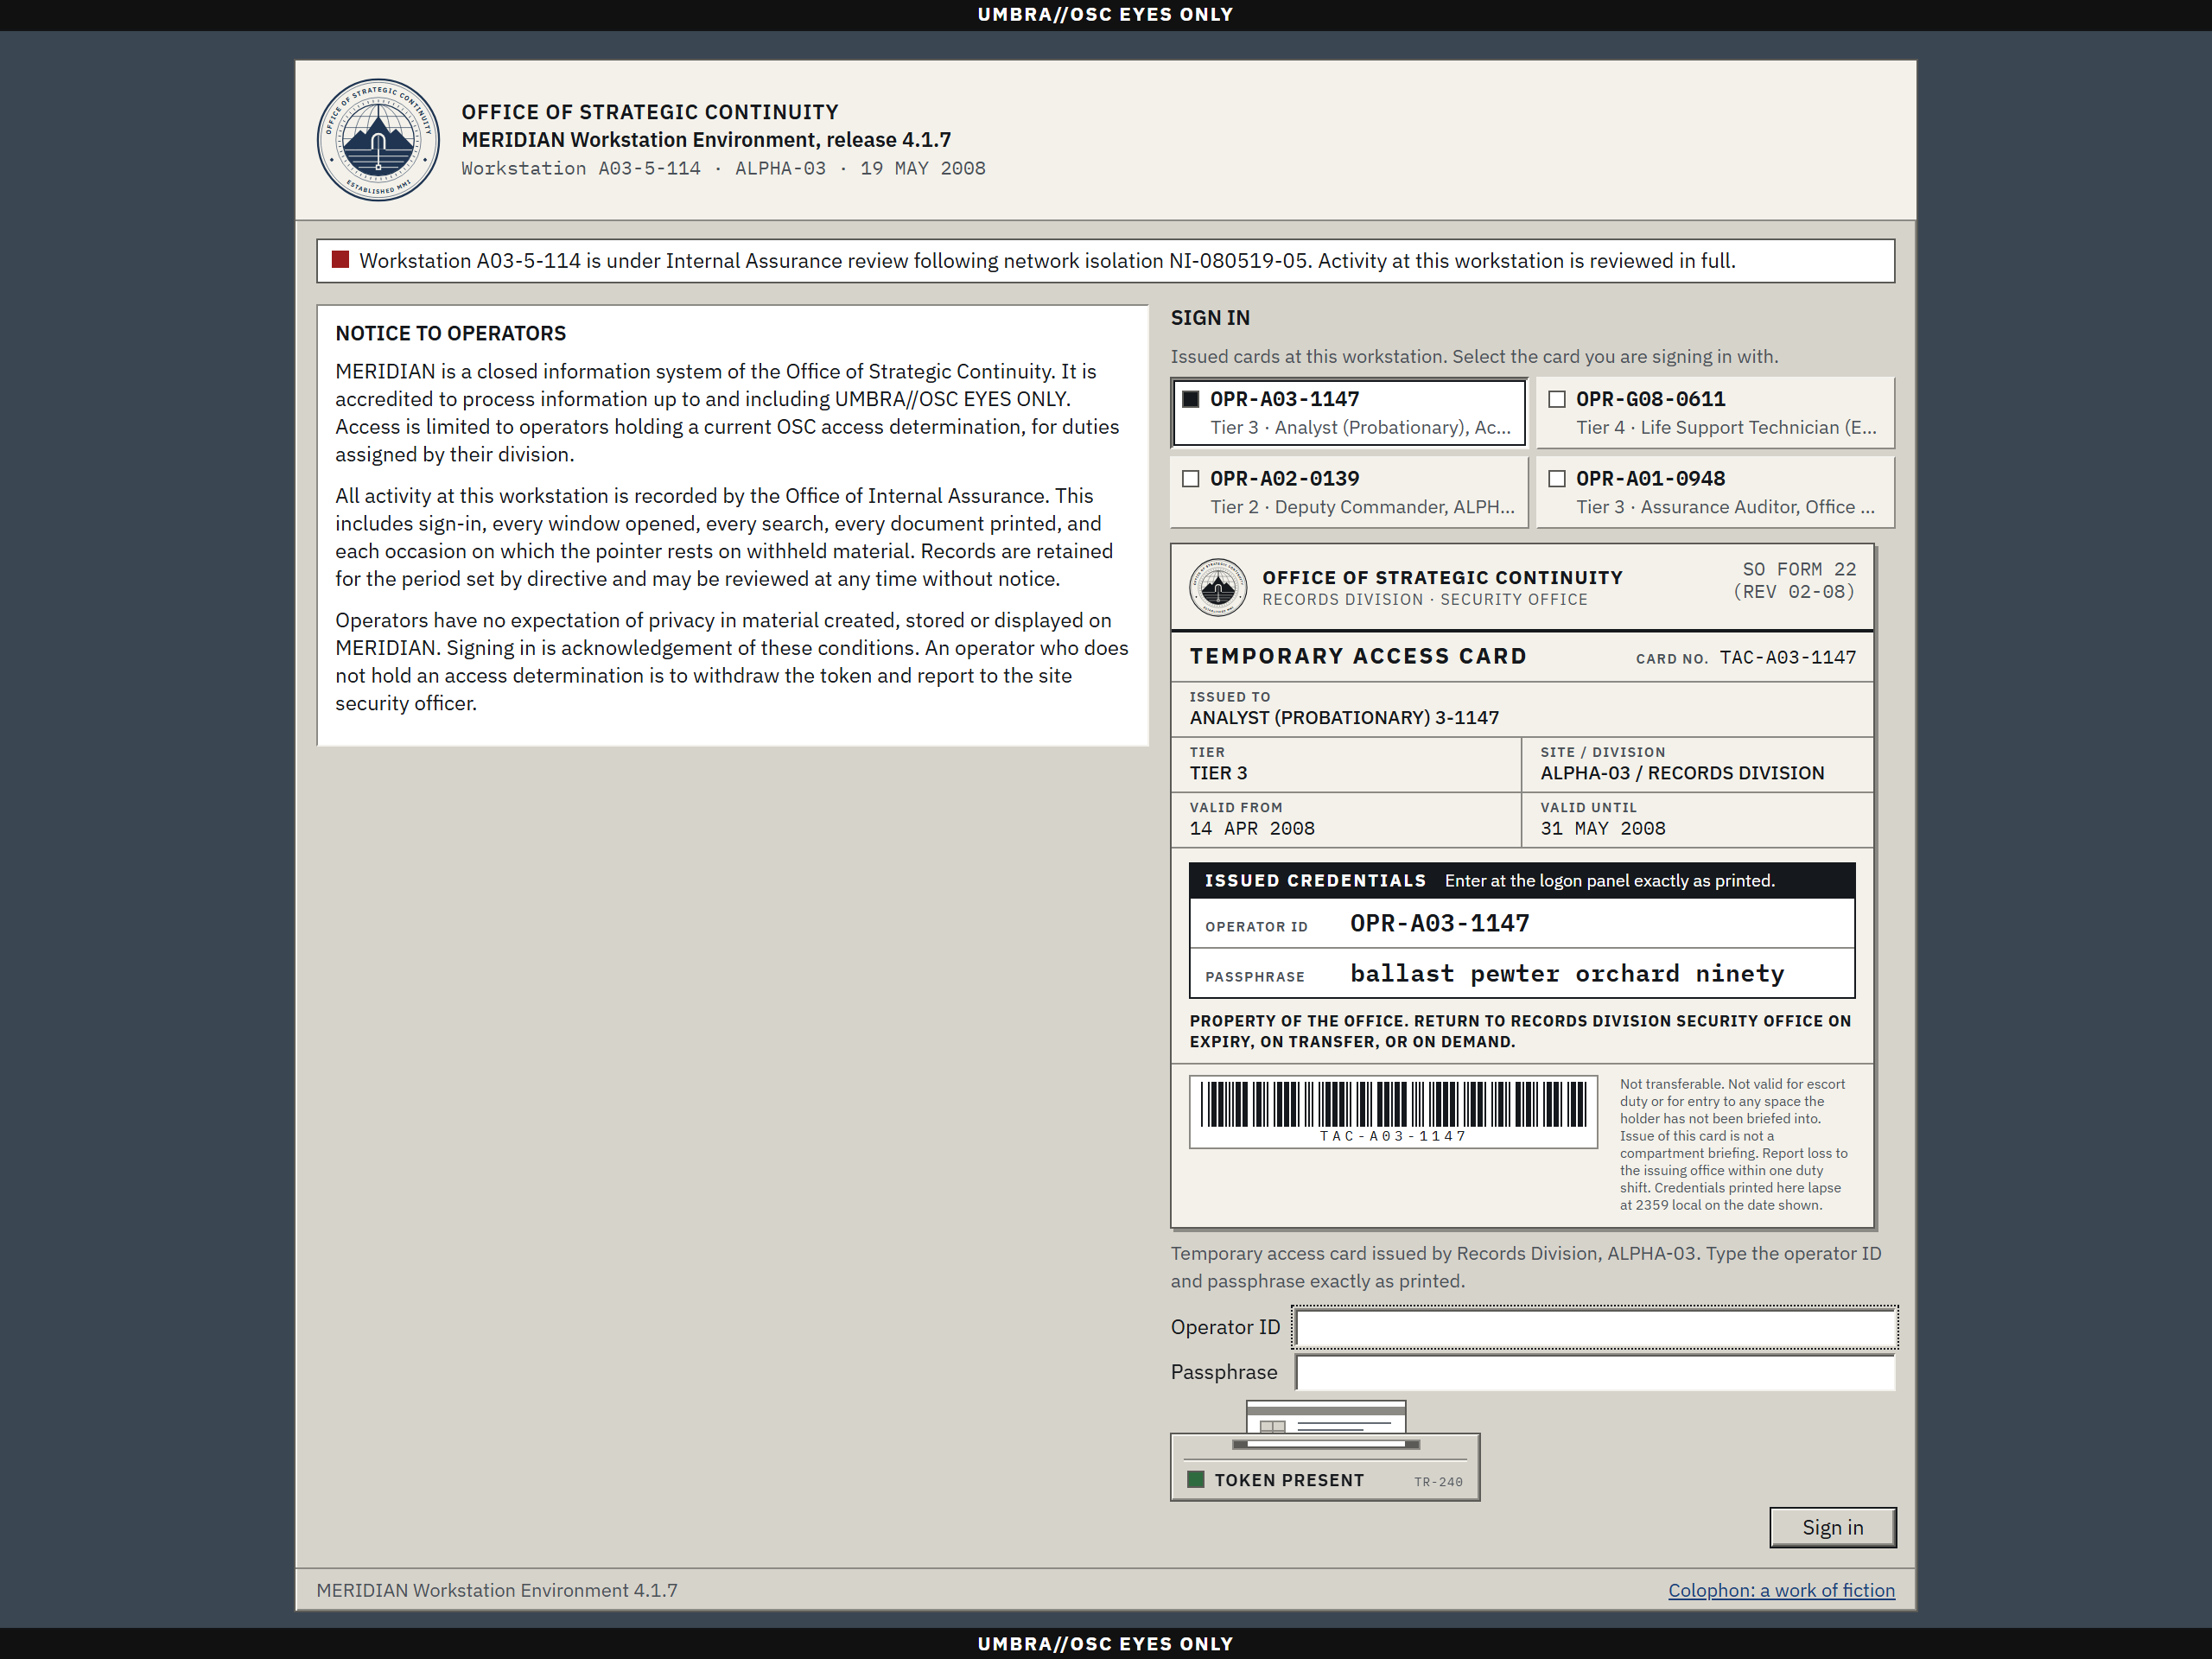 UMBRA//OSC EYES ONLY
OFFICE OF STRATEGIC CONTINUITY
ESTABLISHED MMI
OFFICE OF STRATEGIC CONTINUITY
MERIDIAN Workstation Environment, release 4.1.7
Workstation A03-5-114 · ALPHA-03 · 19 MAY 2008
Workstation A03-5-114 is under Internal Assurance review following network isolation NI-080519-05. Activity at this workstation is reviewed in full.
NOTICE TO OPERATORS
MERIDIAN is a closed information system of the Office of Strategic Continuity. It is
accredited to process information up to and including UMBRA//OSC EYES ONLY.
Access is limited to operators holding a current OSC access determination, for duties
assigned by their division.
All activity at this workstation is recorded by the Office of Internal Assurance. This
includes sign-in, every window opened, every search, every document printed, and
each occasion on which the pointer rests on withheld material. Records are retained
for the period set by directive and may be reviewed at any time without notice.
Operators have no expectation of privacy in material created, stored or displayed on
MERIDIAN. Signing in is acknowledgement of these conditions. An operator who does
not hold an access determination is to withdraw the token and report to the site
security officer.
SIGN IN
Issued cards at this workstation. Select the card you are signing in with.
OPR-A03-1147
Tier 3 · Analyst (Probationary), Ac...
OPR-G08-0611
Tier 4 · Life Support Technician (E...
OPR-A02-0139
Tier 2 · Deputy Commander, ALPH...
OPR-A01-0948
Tier 3 · Assurance Auditor, Office ...
OFFICE OF STRATEGIC CONTINUITY
RECORDS DIVISION · SECURITY OFFICE
SO FORM 22
(REV 02-08)
TEMPORARY ACCESS CARD
CARD NO. TAC-A03-1147
ISSUED TO
ANALYST (PROBATIONARY) 3-1147
TIER
TIER 3
SITE / DIVISION
ALPHA-03 / RECORDS DIVISION
VALID FROM
14 APR 2008
VALID UNTIL
31 MAY 2008
ISSUED CREDENTIALS Enter at the logon panel exactly as printed.
OPERATOR ID OPR-A03-1147
PASSPHRASE ballast pewter orchard ninety
PROPERTY OF THE OFFICE. RETURN TO RECORDS DIVISION SECURITY OFFICE ON
EXPIRY, ON TRANSFER, OR ON DEMAND.
TAC-A03-1147
Not transferable. Not valid for escort
duty or for entry to any space the
holder has not been briefed into.
Issue of this card is not a
compartment briefing. Report loss to
the issuing office within one duty
shift. Credentials printed here lapse
at 2359 local on the date shown.
Temporary access card issued by Records Division, ALPHA-03. Type the operator ID
and passphrase exactly as printed.
Operator ID
Passphrase
TOKEN PRESENT
TR-240
Sign in
MERIDIAN Workstation Environment 4.1.7
Colophon: a work of fiction
UMBRA//OSC EYES ONLY